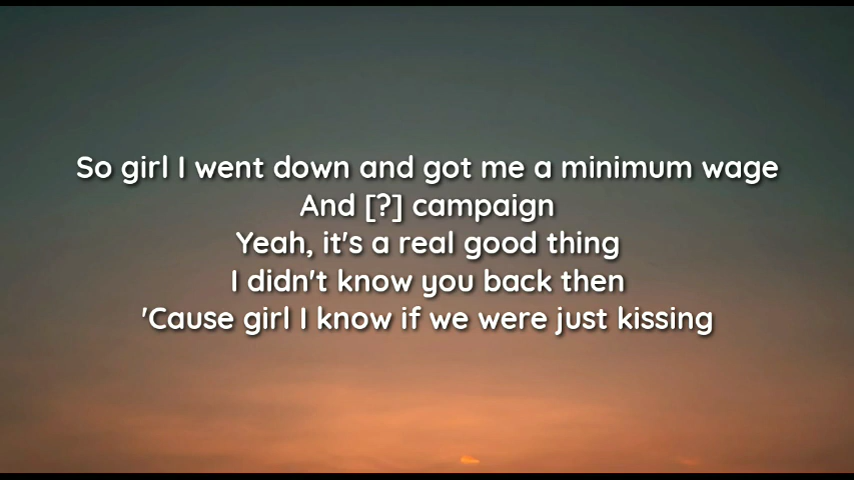 So girl I went down and got me a minimum wage
And [?] campaign
Yeah, it's a real good thing
I didn't know you back then
'Cause girl I know if we were just kissing